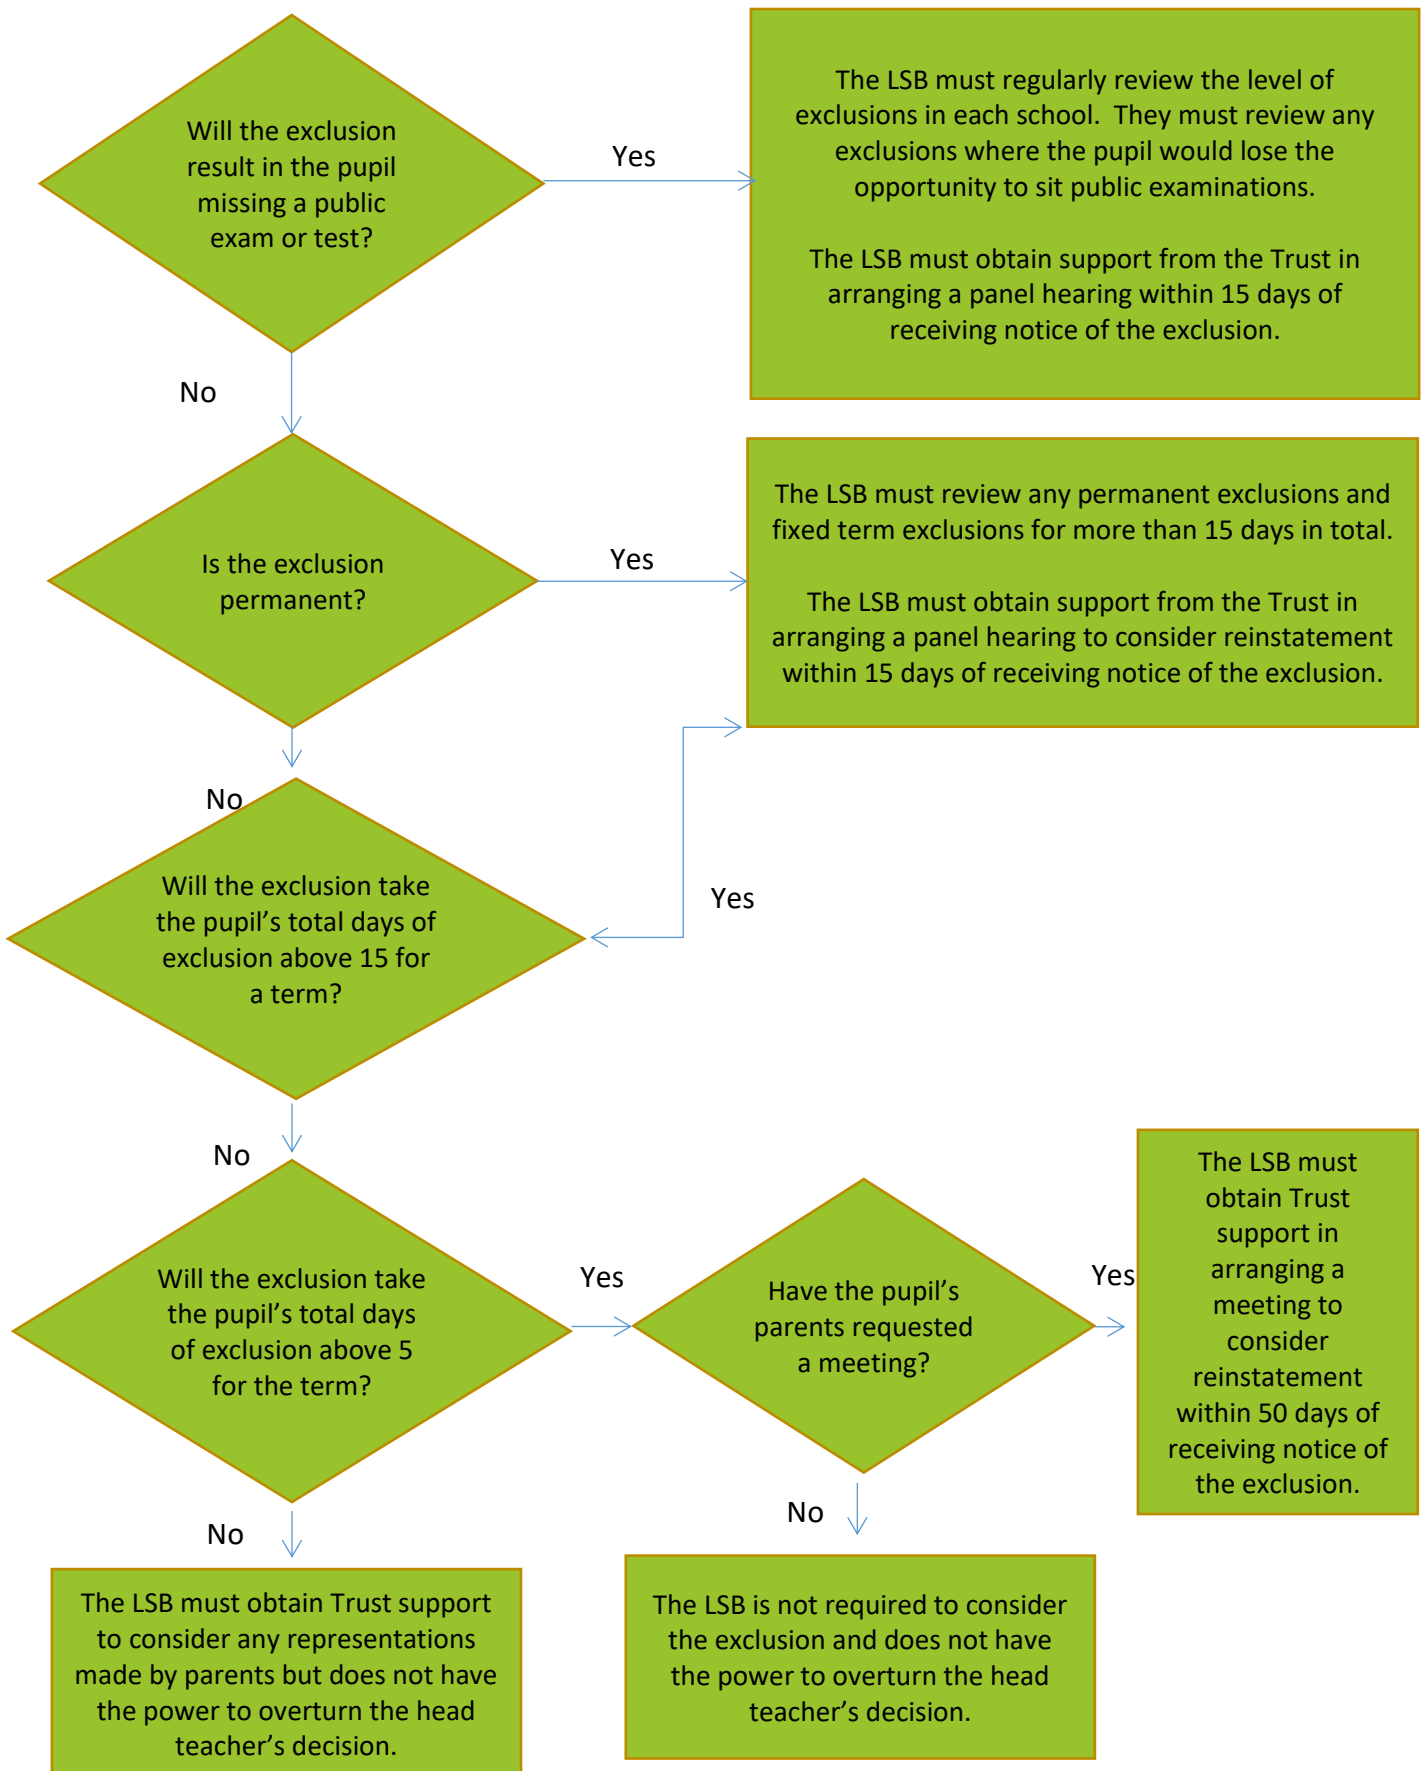 Will the exclusion
result in the pupil
missing a public
exam or test?
Yes
The LSB must regularly review the level of
exclusions in each school.  They must review any
exclusions where the pupil would lose the
opportunity to sit public examinations.
The LSB must obtain support from the Trust in
arranging a panel hearing within 15 days of
receiving notice of the exclusion.
No
Is the exclusion
permanent?
Yes
The LSB must review any permanent exclusions and
fixed term exclusions for more than 15 days in total.
The LSB must obtain support from the Trust in
arranging a panel hearing to consider reinstatement
within 15 days of receiving notice of the exclusion.
No
Will the exclusion take
the pupil’s total days of
exclusion above 15 for
a term?
Yes
No
Will the exclusion take
the pupil’s total days
of exclusion above 5
for the term?
Yes
Have the pupil’s
parents requested
a meeting?
Yes
The LSB must
obtain Trust
support in
arranging a
meeting to
consider
reinstatement
within 50 days of
receiving notice of
the exclusion.
No
The LSB must obtain Trust support
to consider any representations
made by parents but does not have
the power to overturn the head
teacher’s decision.
No
The LSB is not required to consider
the exclusion and does not have
the power to overturn the head
teacher’s decision.